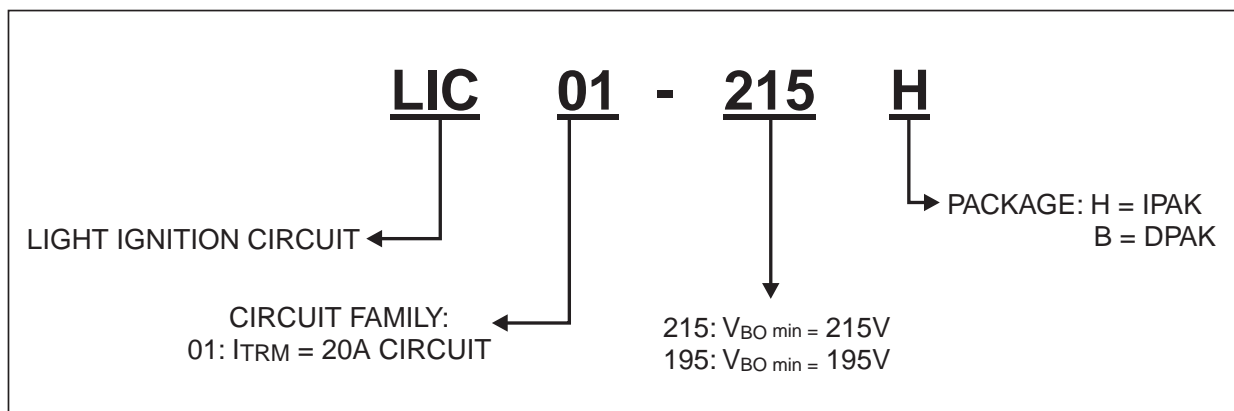 LIC 01 - 215 H
PACKAGE: H = IPAK
B = DPAK
LIGHT IGNITION CIRCUIT
CIRCUIT FAMILY:
01: ITRM = 20A CIRCUIT
215: VBO min = 215V
195: VBO min = 195V